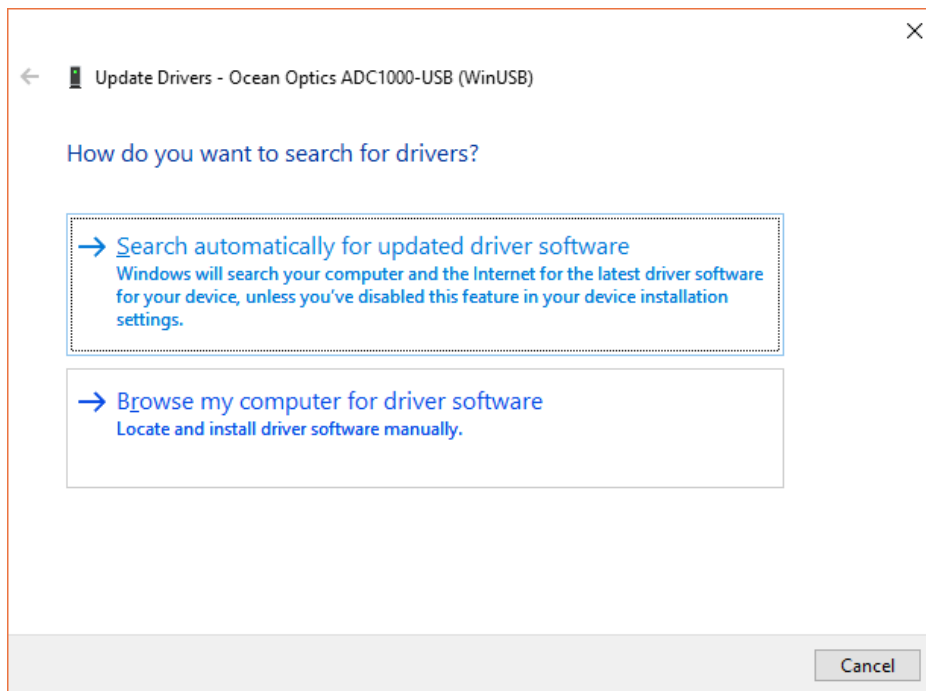 Update Drivers - Ocean Optics ADC1000-USB (WinUSB)
How do you want to search for drivers?
Search automatically for updated driver software
Windows will search your computer and the Internet for the latest driver software
for your device, unless you've disabled this feature in your device installation
settings.
Browse my computer for driver software
Locate and install driver software manually.
Cancel